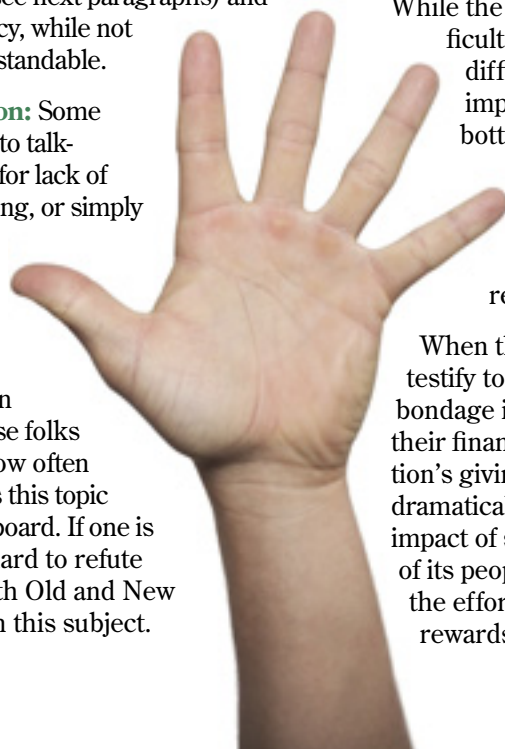 see next paragraphs) and
cy, while not
standable.
on: Some
to talk-
for lack of
ng, or simply
n
se folks
ow often
s this topic
board. If one is
ard to refute
th Old and New
n this subject.
While the
ficult
diff
imp
bott
re
When th
testify to
bondage i
their finan
tion’s givin
dramatical
impact of s
of its peop
the effor
rewards